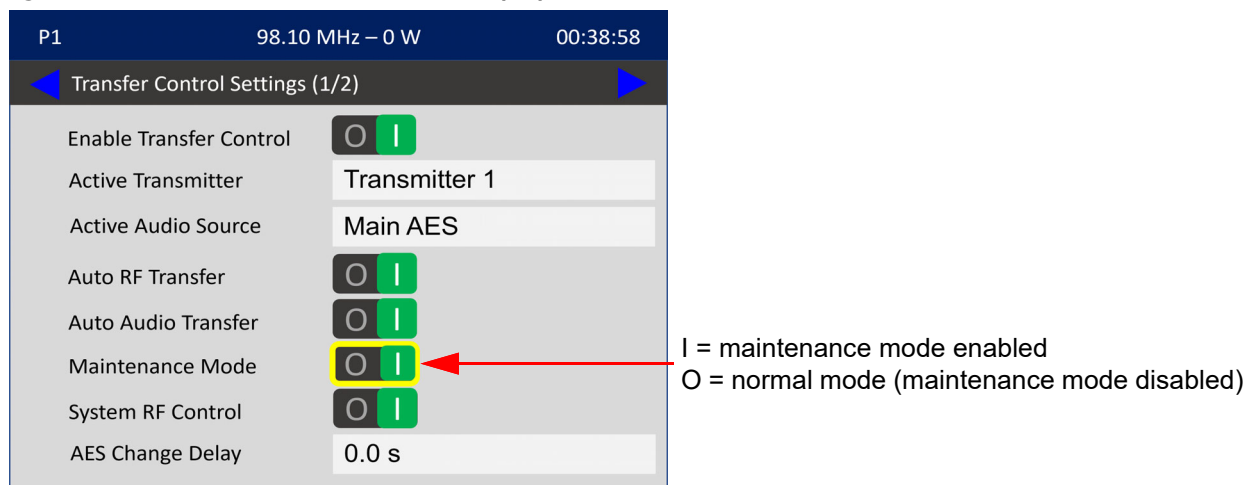 P1 98.10 MHz – 0 W 00:38:58
Transfer Control Settings (1/2)
Enable Transfer Control O I
Active Transmitter Transmitter 1
Active Audio Source Main AES
Auto RF Transfer O I
Auto Audio Transfer O I
Maintenance Mode O I
I = maintenance mode enabled
O = normal mode (maintenance mode disabled)
System RF Control O I
AES Change Delay 0.0 s